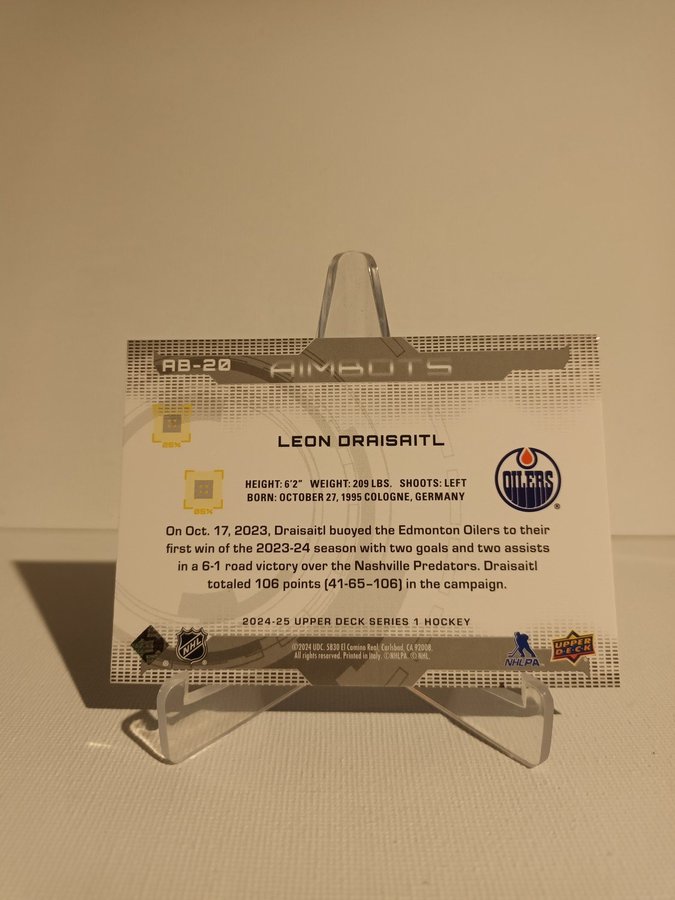 AB-20 AIMBOTS
25%
LEON DRAISAITL
85%
HEIGHT: 6'2" WEIGHT: 209 LBS. SHOOTS: LEFT
BORN: OCTOBER 27, 1995 COLOGNE, GERMANY
OILERS
®
On Oct. 17, 2023, Draisaitl buoyed the Edmonton Oilers to their
first win of the 2023-24 season with two goals and two assists
in a 6-1 road victory over the Nashville Predators. Draisaitl
totaled 106 points (41-65–106) in the campaign.
2024-25 UPPER DECK SERIES 1 HOCKEY
NHL
©2024 UDC. 5830 El Camino Real, Carlsbad, CA 92008.
All rights reserved. Printed in Italy. ©NHLPA. ©NHL.
NHLPA
UPPER
DECK